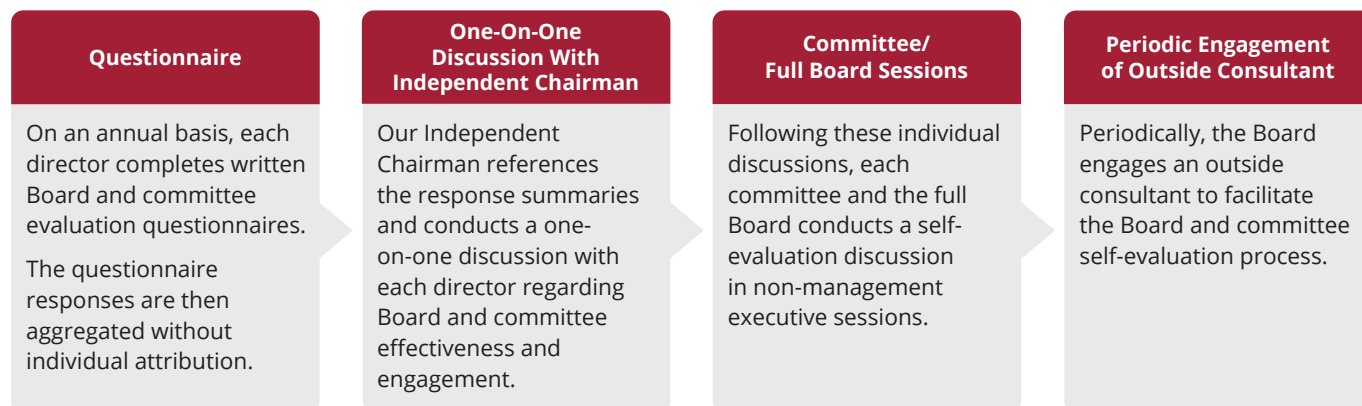 Questionnaire
On an annual basis, each
director completes written
Board and committee
evaluation questionnaires.
The questionnaire
responses are then
aggregated without
individual attribution.
One-On-One
Discussion With
Independent Chairman
Our Independent
Chairman references
the response summaries
and conducts a one-
on-one discussion with
each director regarding
Board and committee
effectiveness and
engagement.
Committee/
Full Board Sessions
Following these individual
discussions, each
committee and the full
Board conducts a self-
evaluation discussion
in non-management
executive sessions.
Periodic Engagement
of Outside Consultant
Periodically, the Board
engages an outside
consultant to facilitate
the Board and committee
self-evaluation process.